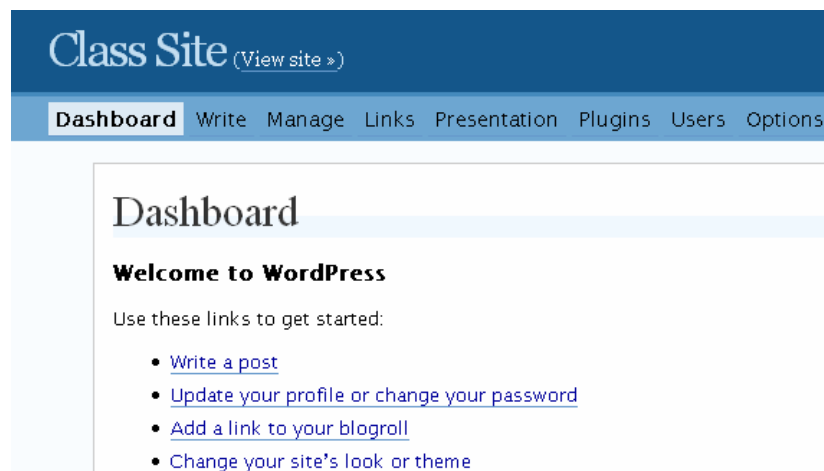 Class Site (View site »)
Dashboard Write Manage Links Presentation Plugins Users Options
Dashboard
Welcome to WordPress
Use these links to get started:
• Write a post
• Update your profile or change your password
• Add a link to your blogroll
• Change your site's look or theme